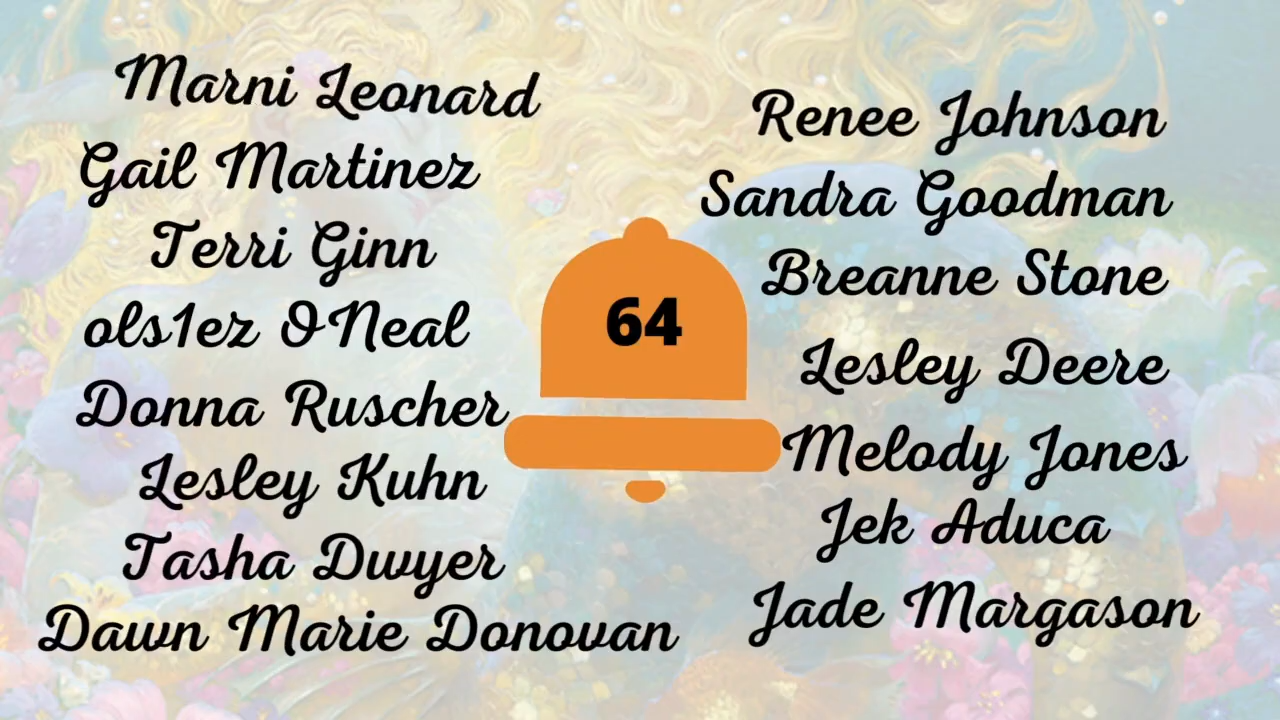 Marni Leonard
Gail Martinez
Terri Ginn
ols1ez O'Neal
Donna Ruscher
Lesley Kuhn
Tasha Dwyer
Dawn Marie Donovan
64
Renee Johnson
Sandra Goodman
Breanne Stone
Lesley Deere
Melody Jones
Jek Aduca
Jade Margason